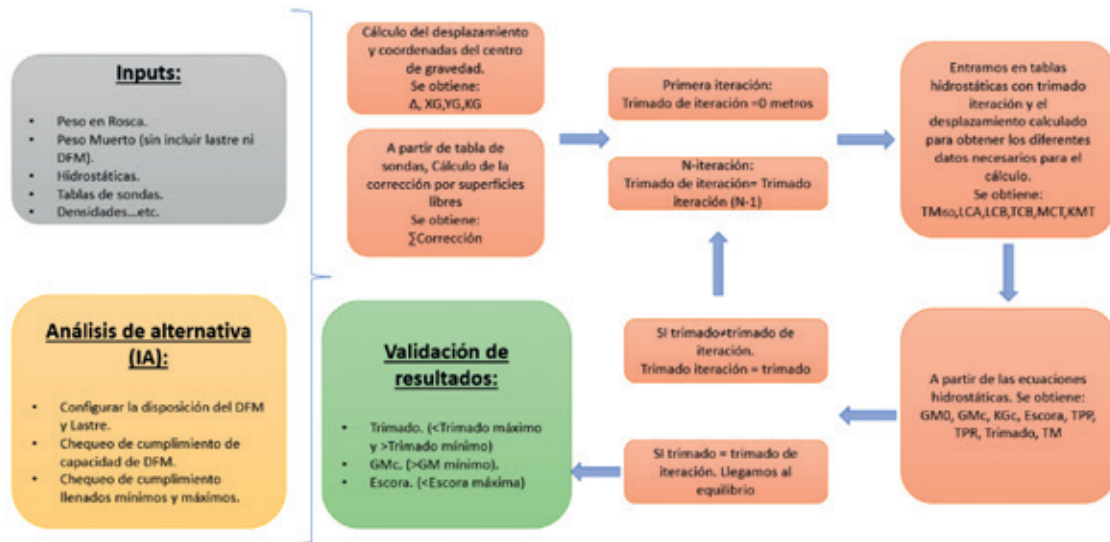 Inputs:
• Peso en Rosca.
• Peso Muerto (sin incluir lastre ni
DFM).
• Hidrostáticas.
• Tablas de sondas.
• Densidades...etc.
Análisis de alternativa
(IA):
• Configurar la disposición del DFM
y Lastre.
• Chequeo de cumplimiento de
capacidad de DFM.
• Chequeo de cumplimiento
llenados mínimos y máximos.
Cálculo del desplazamiento
y coordenadas del centro
de gravedad.
Se obtiene:
Δ, XG,YG,KG
A partir de tabla de
sondas, Cálculo de la
corrección por superficies
libres
Se obtiene:
∑Corrección
Primera iteración:
Trimado de iteración =0 metros
N-iteración:
Trimado de iteración= Trimado
iteración (N-1)
Entramos en tablas
hidrostáticas con trimado
iteración y el
desplazamiento calculado
para obtener los diferentes
datos necesarios para el
cálculo.
Se obtiene:
TMiso,LCA,LCB,TCB,MCT,KMT
A partir de las ecuaciones
hidrostáticas. Se obtiene:
GM0, GMc, KGc, Escora, TPP,
TPR, Trimado, TM
SI trimado≠trimado de
iteración.
Trimado iteración = trimado
SI trimado = trimado de
iteración. Llegamos al
equilibrio
Validación de
resultados:
• Trimado. (<Trimado máximo
y >Trimado mínimo)
• GMc. (>GM mínimo).
• Escora. (<Escora máxima)